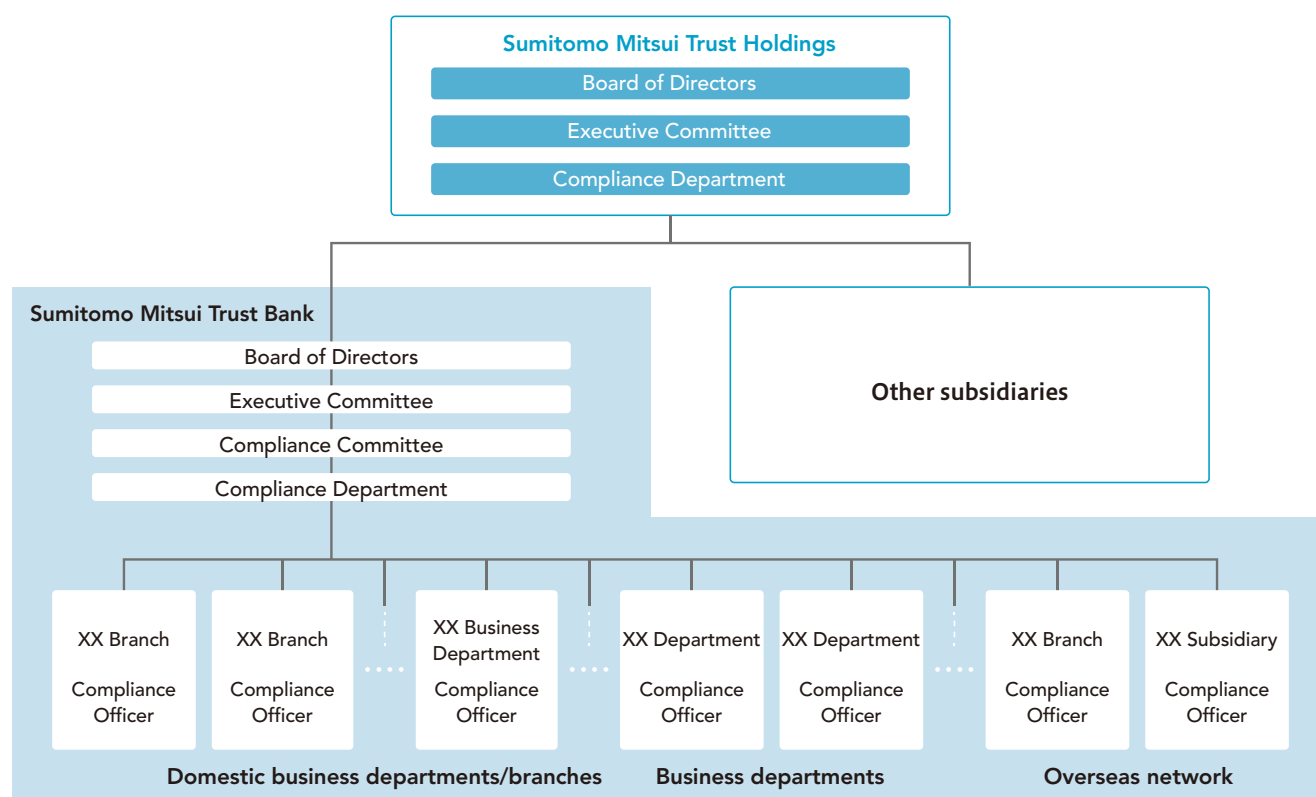 Sumitomo Mitsui Trust Holdings
Board of Directors
Executive Committee
Compliance Department
Sumitomo Mitsui Trust Bank
Board of Directors
Executive Committee
Compliance Committee
Compliance Department
Other subsidiaries
XX Branch
Compliance
Officer
XX Branch
Compliance
Officer
XX Business
Department
Compliance
Officer
XX Department
Compliance
Officer
XX Department
Compliance
Officer
XX Branch
Compliance
Officer
XX Subsidiary
Compliance
Officer
Domestic business departments/branches
Business departments
Overseas network